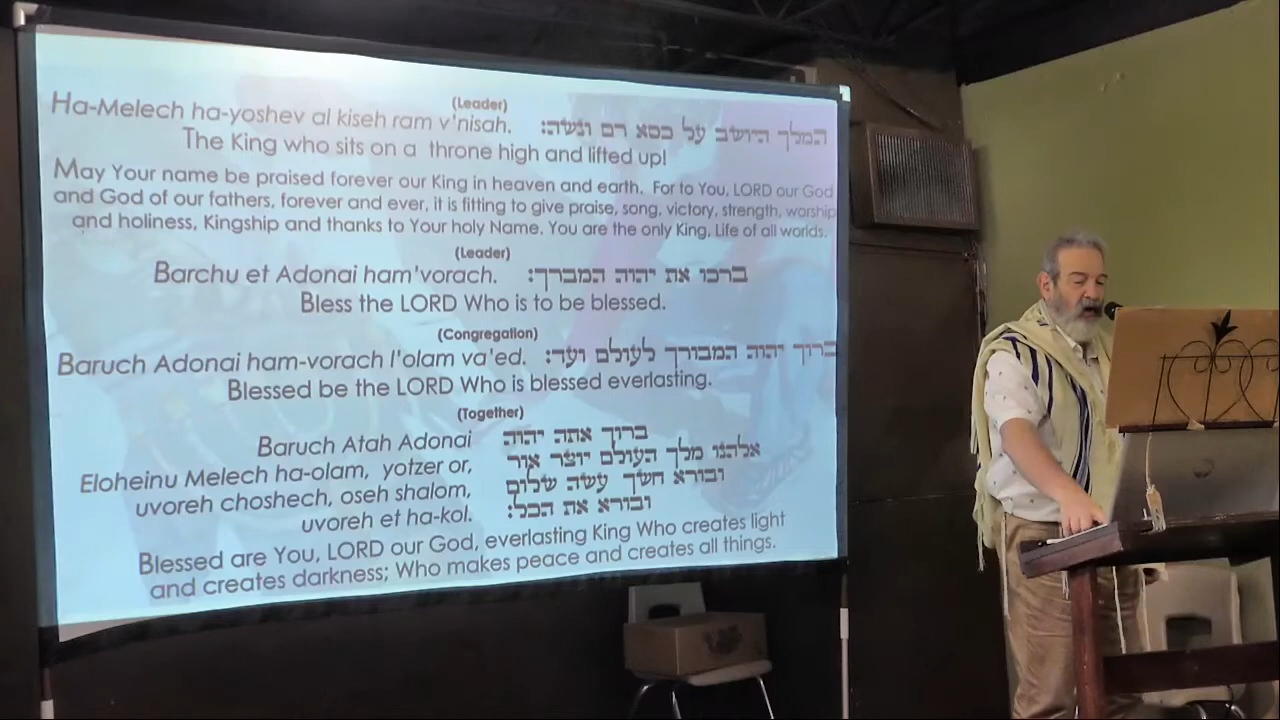 (Leader)
Ha-Melech ha-yoshev al kiseh ram v'nisah. המלך היושב על כסא רם ונשא:
The King who sits on a throne high and lifted up!
May Your name be praised forever our King in heaven and earth. For to You, LORD our God
and God of our fathers, forever and ever, it is fitting to give praise, song, victory, strength, worship
and holiness, Kingship and thanks to Your holy Name. You are the only King, Life of all worlds.
(Leader)
Barchu et Adonai ham'vorach. ברכו את יהוה המברך:
Bless the LORD Who is to be blessed.
(Congregation)
Baruch Adonai ham-vorach l'olam va'ed. ברוך יהוה המבורך לעולם ועד:
Blessed be the LORD Who is blessed everlasting.
(Together)
Baruch Atah Adonai ברוך אתה יהוה
Eloheinu Melech ha-olam, yotzer or, אלהנו מלך העולם יוצר אור
uvoreh choshech, oseh shalom, ובורא חשך עשה שלום
uvoreh et ha-kol. ובורא את הכל:
Blessed are You, LORD our God, everlasting King Who creates light
and creates darkness; Who makes peace and creates all things.